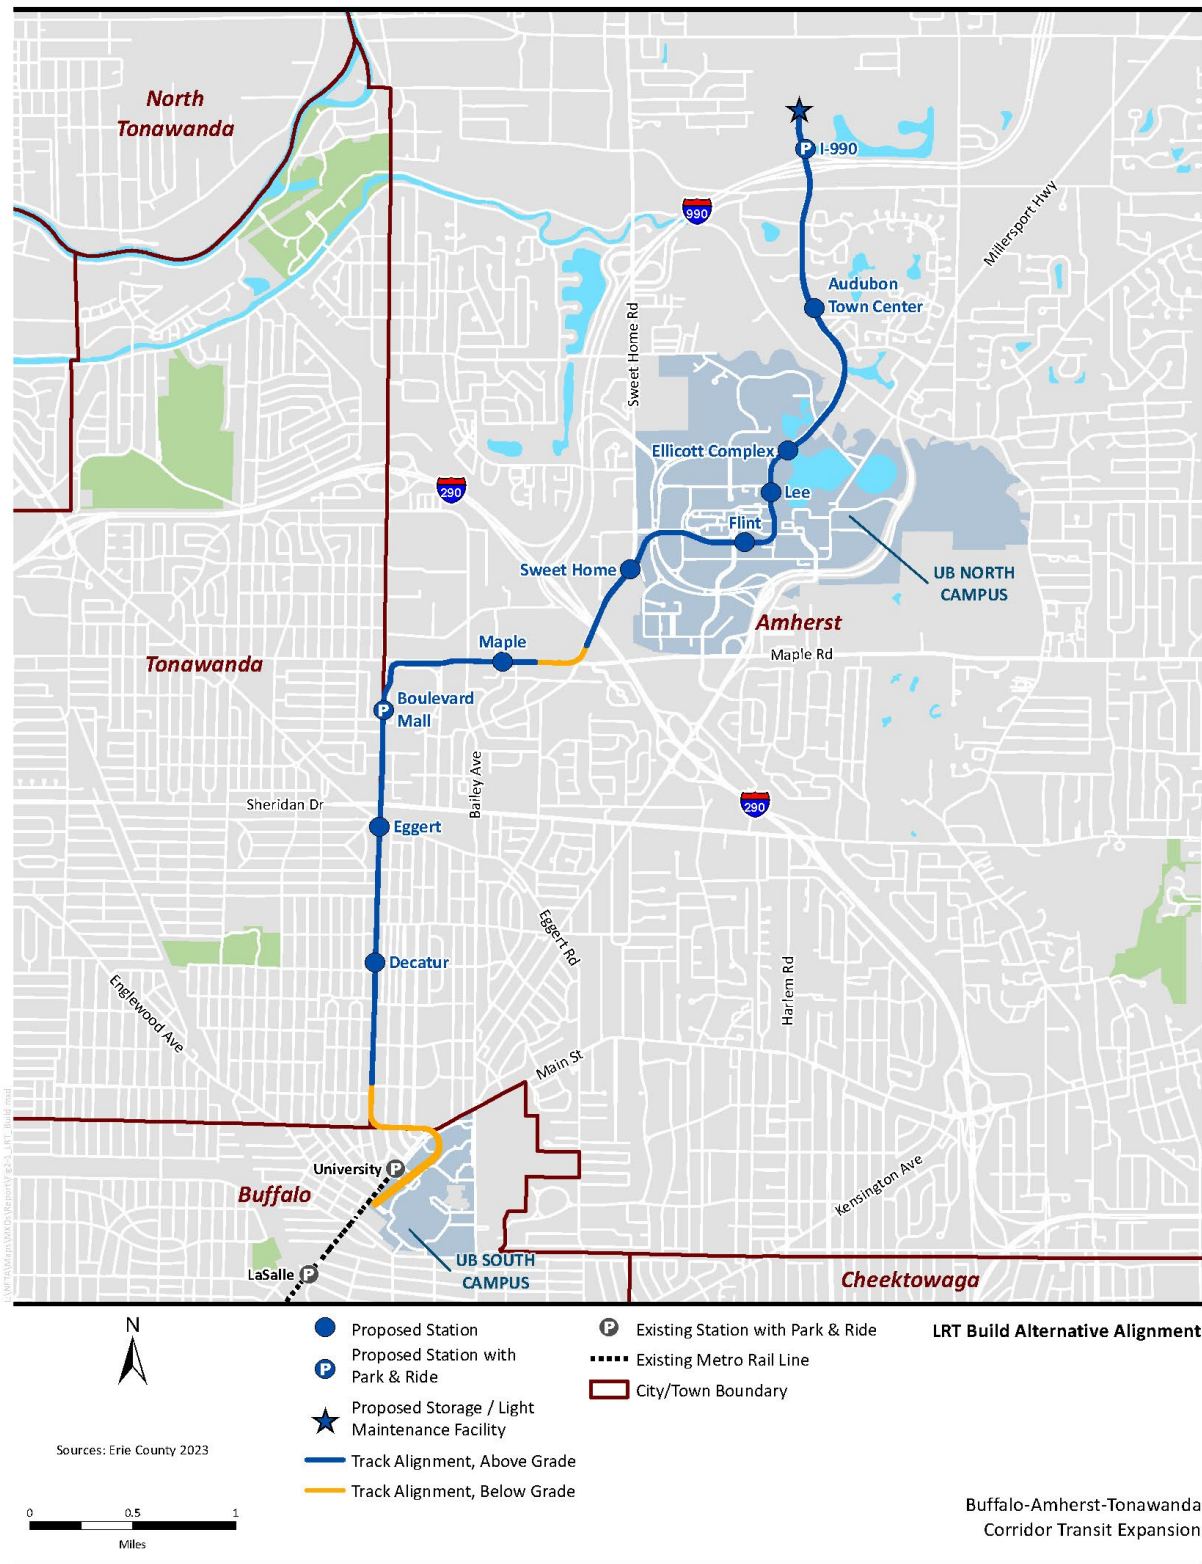 North
Tonawanda
I-990
990
Millersport Hwy
Audubon
Town Center
Sweet Home Rd
Ellicott Complex
290
Lee
Flint
Sweet Home
UB NORTH
CAMPUS
Amherst
Maple
Maple Rd
Tonawanda
Boulevard
Mall
Bailey Ave
Sheridan Dr
290
Eggert
Eggert Rd
Decatur
Harlem Rd
Englewood Ave
Main St
University
P
Buffalo
Kensington Ave
LaSalle
P
UB SOUTH
CAMPUS
Cheektowaga
N
Sources: Erie County 2023
0 0.5 1
Miles
Proposed Station
P Proposed Station with
Park & Ride
Proposed Storage / Light
Maintenance Facility
Track Alignment, Above Grade
Track Alignment, Below Grade
P Existing Station with Park & Ride
Existing Metro Rail Line
City/Town Boundary
LRT Build Alternative Alignment
Buffalo-Amherst-Tonawanda
Corridor Transit Expansion